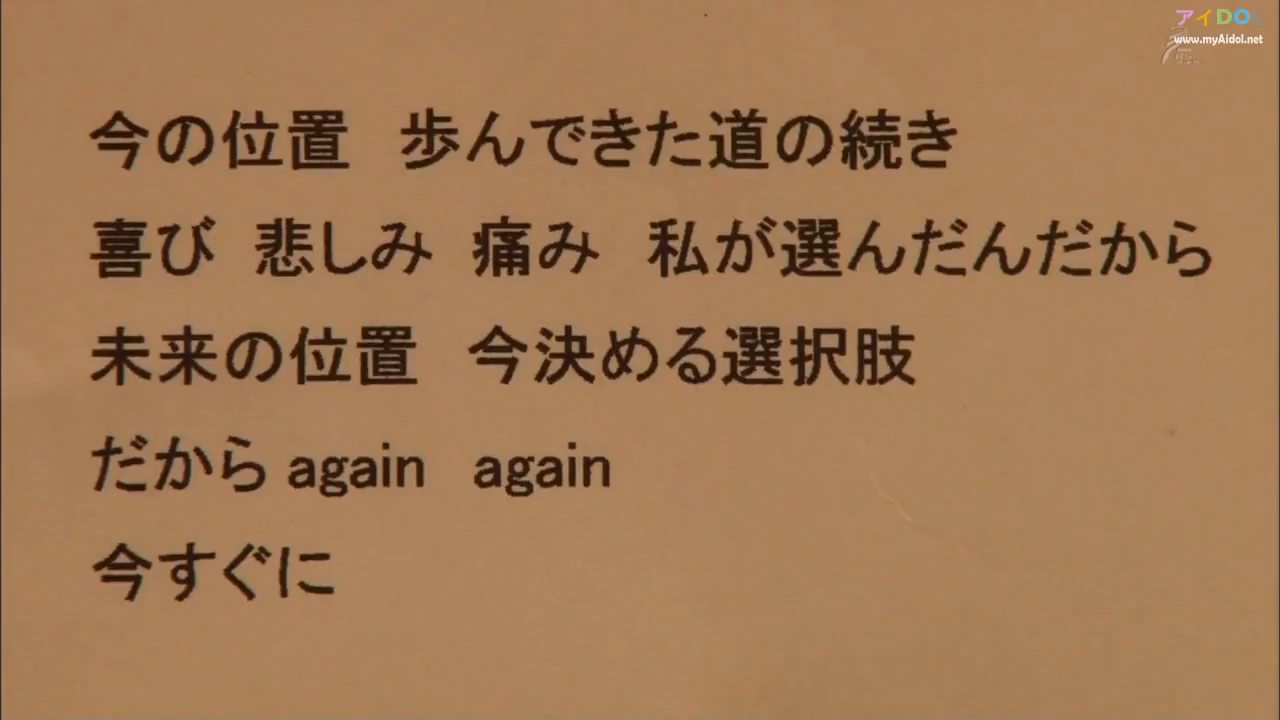 アイDOL
www.myAidol.net
今の位置　歩んできた道の続き
喜び　悲しみ　痛み　私が選んだんだから
未来の位置　今決める選択肢
だから again　again
今すぐに